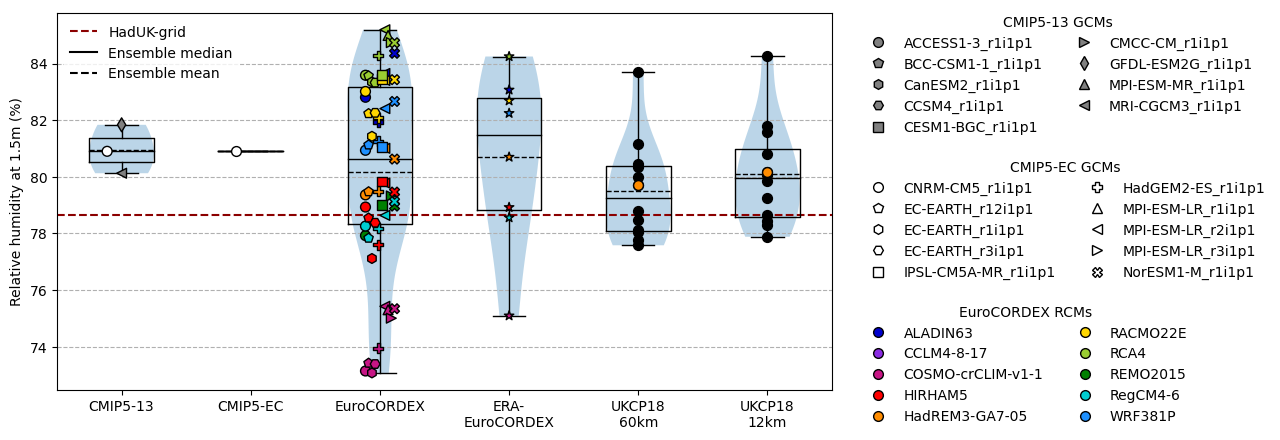 HadUK-grid
Ensemble median
Ensemble mean
Relative humidity at 1.5m (%)
84
82
80
78
76
74
CMIP5-13
CMIP5-EC
EuroCORDEX
ERA-
EuroCORDEX
UKCP18
60km
UKCP18
12km
CMIP5-13 GCMs
ACCESS1-3_r1i1p1
BCC-CSM1-1_r1i1p1
CanESM2_r1i1p1
CCSM4_r1i1p1
CESM1-BGC_r1i1p1
CMCC-CM_r1i1p1
GFDL-ESM2G_r1i1p1
MPI-ESM-MR_r1i1p1
MRI-CGCM3_r1i1p1
CMIP5-EC GCMs
CNRM-CM5_r1i1p1
EC-EARTH_r12i1p1
EC-EARTH_r1i1p1
EC-EARTH_r3i1p1
IPSL-CM5A-MR_r1i1p1
HadGEM2-ES_r1i1p1
MPI-ESM-LR_r1i1p1
MPI-ESM-LR_r2i1p1
MPI-ESM-LR_r3i1p1
NorESM1-M_r1i1p1
EuroCORDEX RCMs
ALADIN63
CCLM4-8-17
COSMO-crCLIM-v1-1
HIRHAM5
HadREM3-GA7-05
RACMO22E
RCA4
REMO2015
RegCM4-6
WRF381P